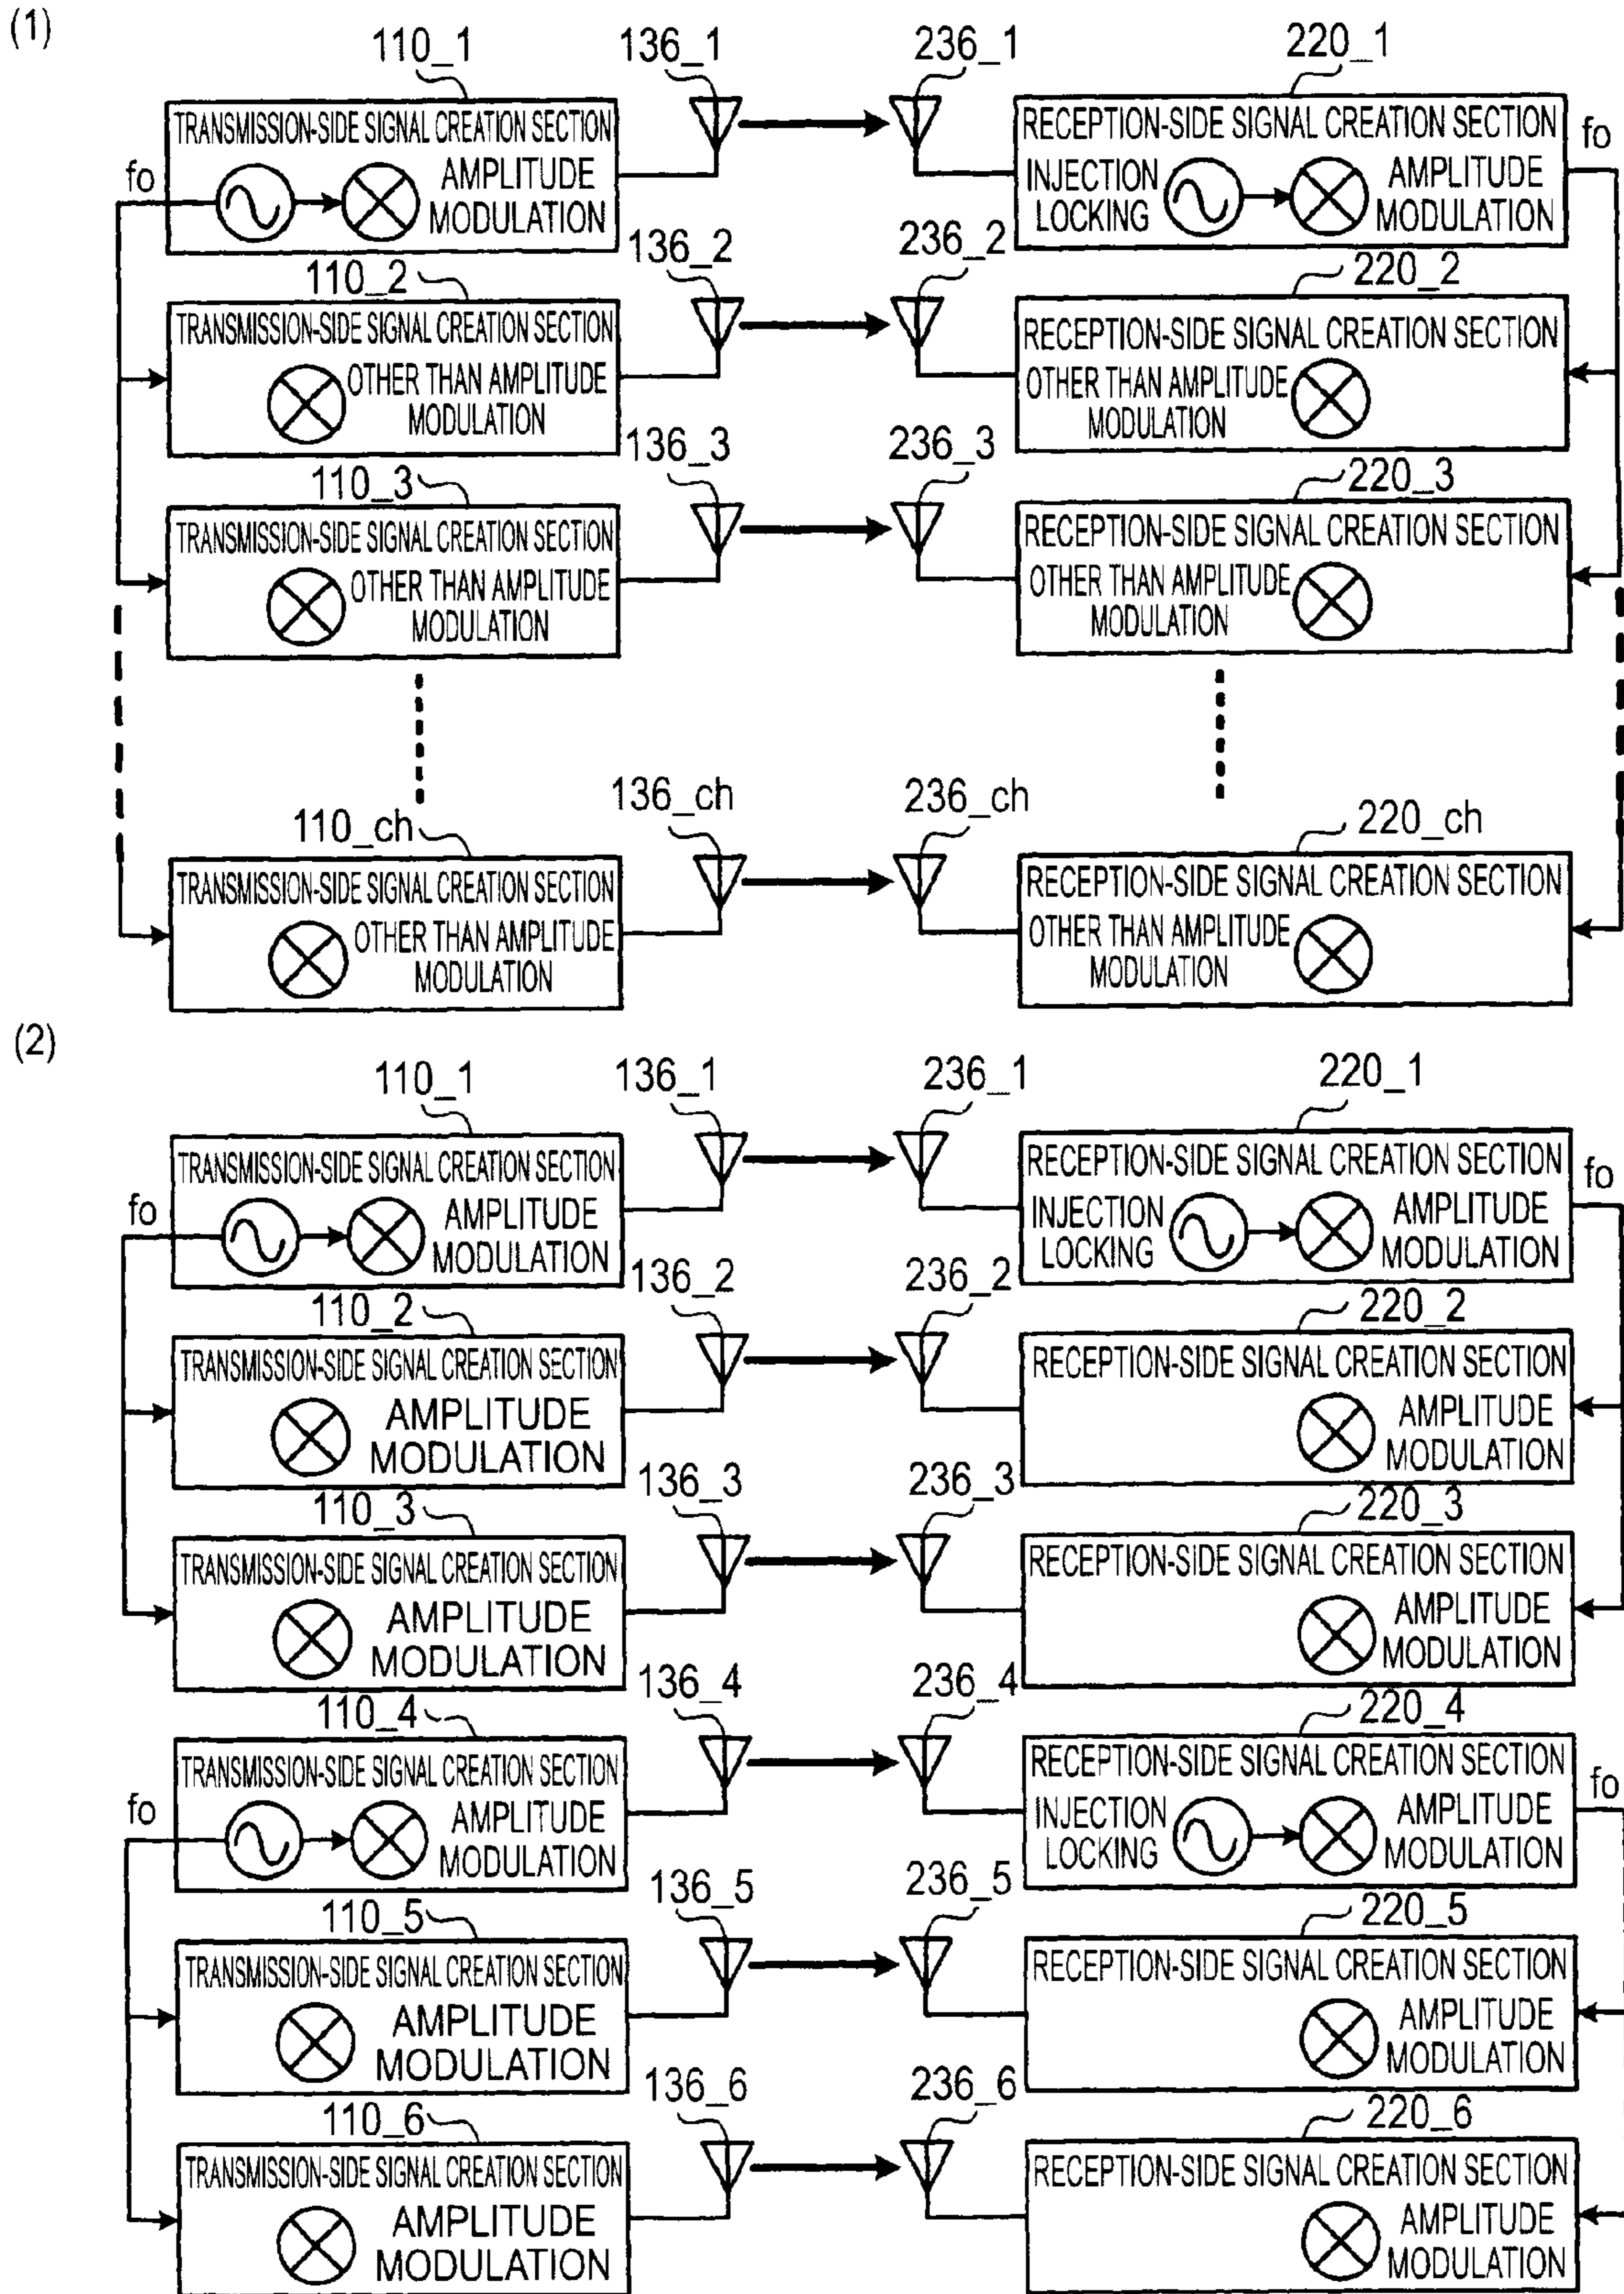 (1)
110_1
136_1
236_1
220_1
TRANSMISSION-SIDE SIGNAL CREATION SECTION
fo
AMPLITUDE
MODULATION
RECEPTION-SIDE SIGNAL CREATION SECTION
INJECTION
LOCKING
AMPLITUDE
MODULATION
fo
110_2
136_2
236_2
220_2
TRANSMISSION-SIDE SIGNAL CREATION SECTION
OTHER THAN AMPLITUDE
MODULATION
RECEPTION-SIDE SIGNAL CREATION SECTION
OTHER THAN AMPLITUDE
MODULATION
110_3
136_3
236_3
220_3
TRANSMISSION-SIDE SIGNAL CREATION SECTION
OTHER THAN AMPLITUDE
MODULATION
RECEPTION-SIDE SIGNAL CREATION SECTION
OTHER THAN AMPLITUDE
MODULATION
110_ch
136_ch
236_ch
220_ch
TRANSMISSION-SIDE SIGNAL CREATION SECTION
OTHER THAN AMPLITUDE
MODULATION
RECEPTION-SIDE SIGNAL CREATION SECTION
OTHER THAN AMPLITUDE
MODULATION
(2)
110_1
136_1
236_1
220_1
TRANSMISSION-SIDE SIGNAL CREATION SECTION
fo
AMPLITUDE
MODULATION
RECEPTION-SIDE SIGNAL CREATION SECTION
INJECTION
LOCKING
AMPLITUDE
MODULATION
fo
110_2
136_2
236_2
220_2
TRANSMISSION-SIDE SIGNAL CREATION SECTION
AMPLITUDE
MODULATION
RECEPTION-SIDE SIGNAL CREATION SECTION
AMPLITUDE
MODULATION
110_3
136_3
236_3
220_3
TRANSMISSION-SIDE SIGNAL CREATION SECTION
AMPLITUDE
MODULATION
RECEPTION-SIDE SIGNAL CREATION SECTION
AMPLITUDE
MODULATION
110_4
136_4
236_4
220_4
TRANSMISSION-SIDE SIGNAL CREATION SECTION
fo
AMPLITUDE
MODULATION
RECEPTION-SIDE SIGNAL CREATION SECTION
INJECTION
LOCKING
AMPLITUDE
MODULATION
fo
110_5
136_5
236_5
220_5
TRANSMISSION-SIDE SIGNAL CREATION SECTION
AMPLITUDE
MODULATION
RECEPTION-SIDE SIGNAL CREATION SECTION
AMPLITUDE
MODULATION
110_6
136_6
236_6
220_6
TRANSMISSION-SIDE SIGNAL CREATION SECTION
AMPLITUDE
MODULATION
RECEPTION-SIDE SIGNAL CREATION SECTION
AMPLITUDE
MODULATION